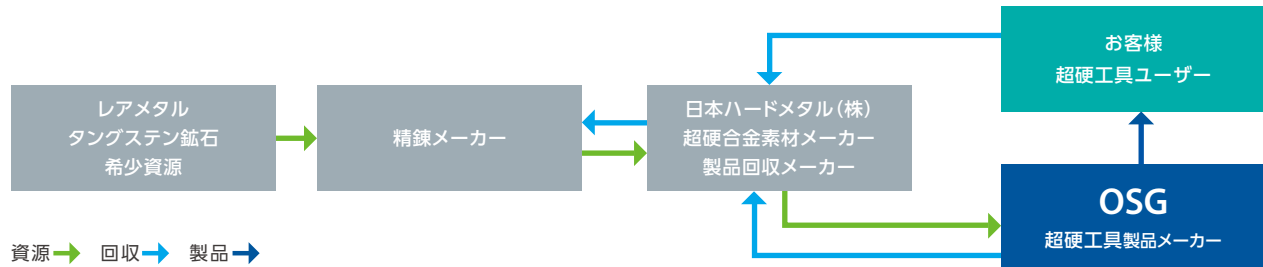 お客様
超硬工具ユーザー
レアメタル
タングステン鉱石
希少資源
精錬メーカー
日本ハードメタル(株)
超硬合金素材メーカー
製品回収メーカー
OSG
超硬工具製品メーカー
資源 回収 製品